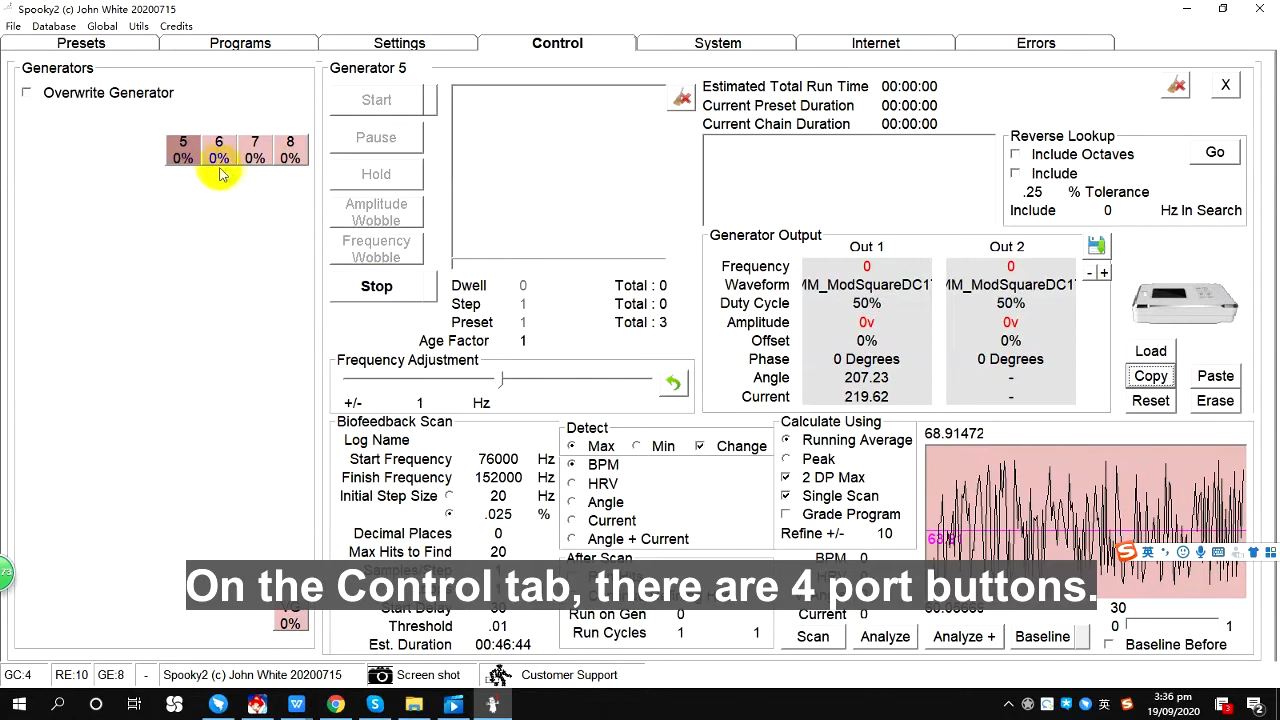 Spooky2 (c) John White 20200715
File Database Global Utils Credits
Presets Programs Settings Control System Internet Errors
Generators
Overwrite Generator
5 6 7 8
0% 0% 0% 0%
0%
Generator 5
Start
Pause
Hold
Amplitude
Wobble
Frequency
Wobble
Stop
Estimated Total Run Time 00:00:00
Current Preset Duration 00:00:00
Current Chain Duration 00:00:00
X
Reverse Lookup
Include Octaves Go
Include
.25 % Tolerance
Include 0 Hz In Search
Dwell 0 Total : 0
Step 1 Total : 0
Preset 1 Total : 3
Age Factor 1
Generator Output
Out 1 Out 2
Frequency 0 0
Waveform MM_ModSquareDC1 MM_ModSquareDC1
Duty Cycle 50% 50%
Amplitude 0v 0v
Offset 0% 0%
Phase 0 Degrees 0 Degrees
Angle 207.23 -
Current 219.62 -
- +
Load
Copy Paste
Reset Erase
Frequency Adjustment
+/- 1 Hz
Biofeedback Scan
Log Name
Start Frequency 76000 Hz
Finish Frequency 152000 Hz
Initial Step Size 20 Hz
.025 %
Decimal Places 0
Max Hits to Find 20
Start Delay 30
Threshold .01
Est. Duration 00:46:44
Detect
Max Min Change
BPM
HRV
Angle
Current
Angle + Current
After Scan
Run on Gen 0
Run Cycles 1 1
Calculate Using
Running Average
Peak
2 DP Max
Single Scan
Grade Program
Refine +/- 10
BPM 0
Current 0
68.91472
30
0 1
Scan Analyze Analyze + Baseline
Baseline Before
On the Control tab, there are 4 port buttons.
英
GC:4 RE:10 GE:8 - Spooky2 (c) John White 20200715 Screen shot Customer Support
英
3:36 pm
19/09/2020
3
2